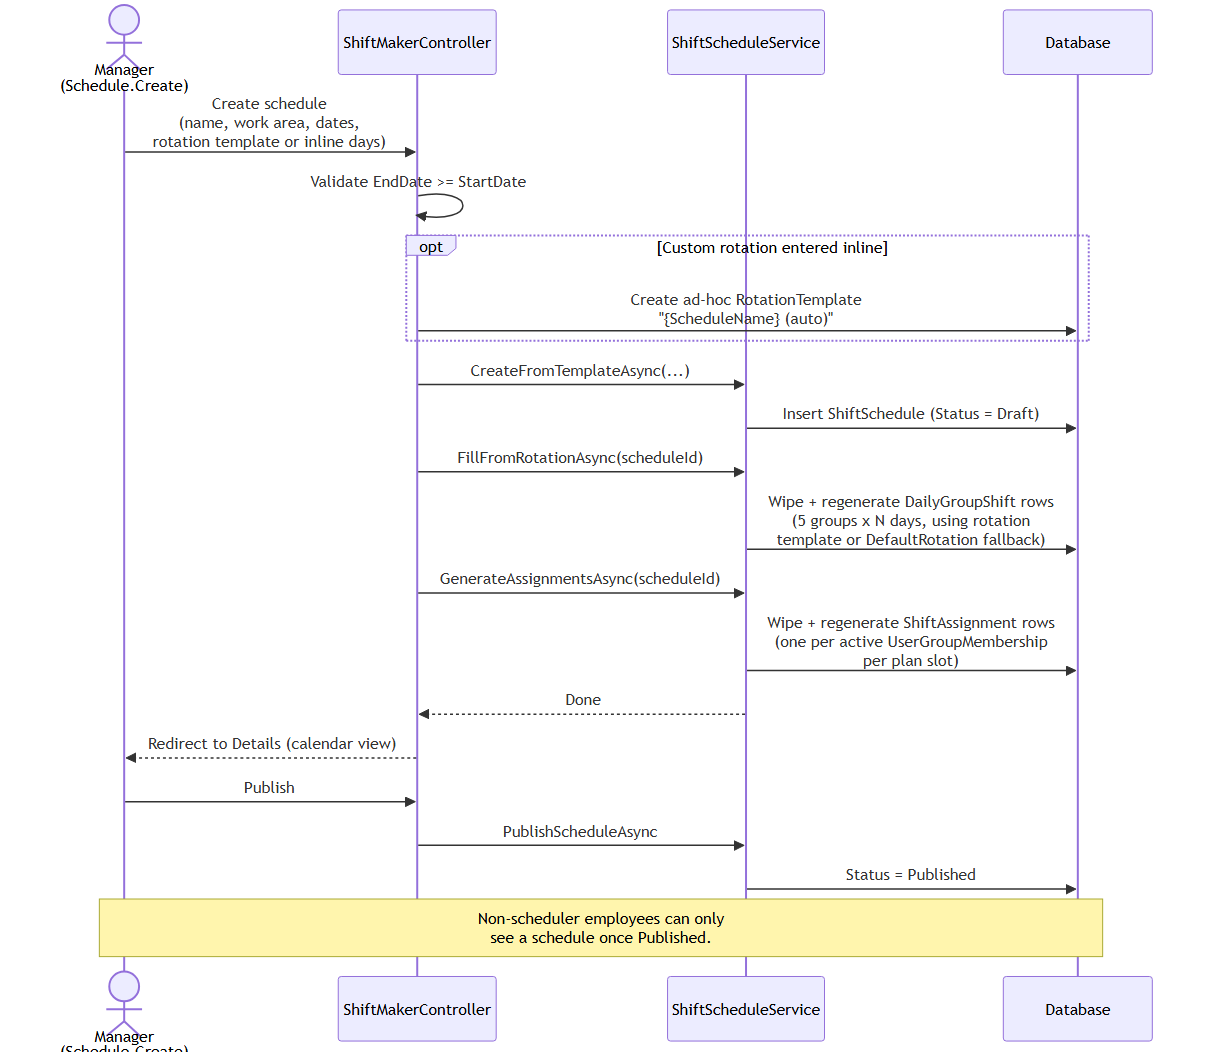 Manager
(Schedule.Create)
ShiftMakerController
ShiftScheduleService
Database
Create schedule
(name, work area, dates,
rotation template or inline days)
Validate EndDate >= StartDate
opt
[Custom rotation entered inline]
Create ad-hoc RotationTemplate
"{ScheduleName} (auto)"
CreateFromTemplateAsync(...)
Insert ShiftSchedule (Status = Draft)
FillFromRotationAsync(scheduleId)
Wipe + regenerate DailyGroupShift rows
(5 groups x N days, using rotation
template or DefaultRotation fallback)
GenerateAssignmentsAsync(scheduleId)
Wipe + regenerate ShiftAssignment rows
(one per active UserGroupMembership
per plan slot)
Done
Redirect to Details (calendar view)
Publish
PublishScheduleAsync
Status = Published
Non-scheduler employees can only
see a schedule once Published.
Manager
(Schedule.Create)
ShiftMakerController
ShiftScheduleService
Database